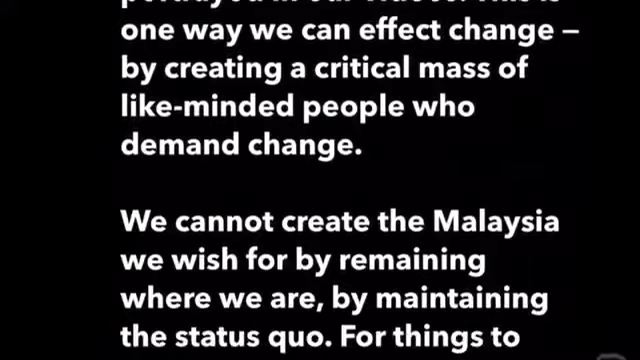 one way we can effect change —
by creating a critical mass of
like-minded people who
demand change.
We cannot create the Malaysia
we wish for by remaining
where we are, by maintaining
the status quo. For things to